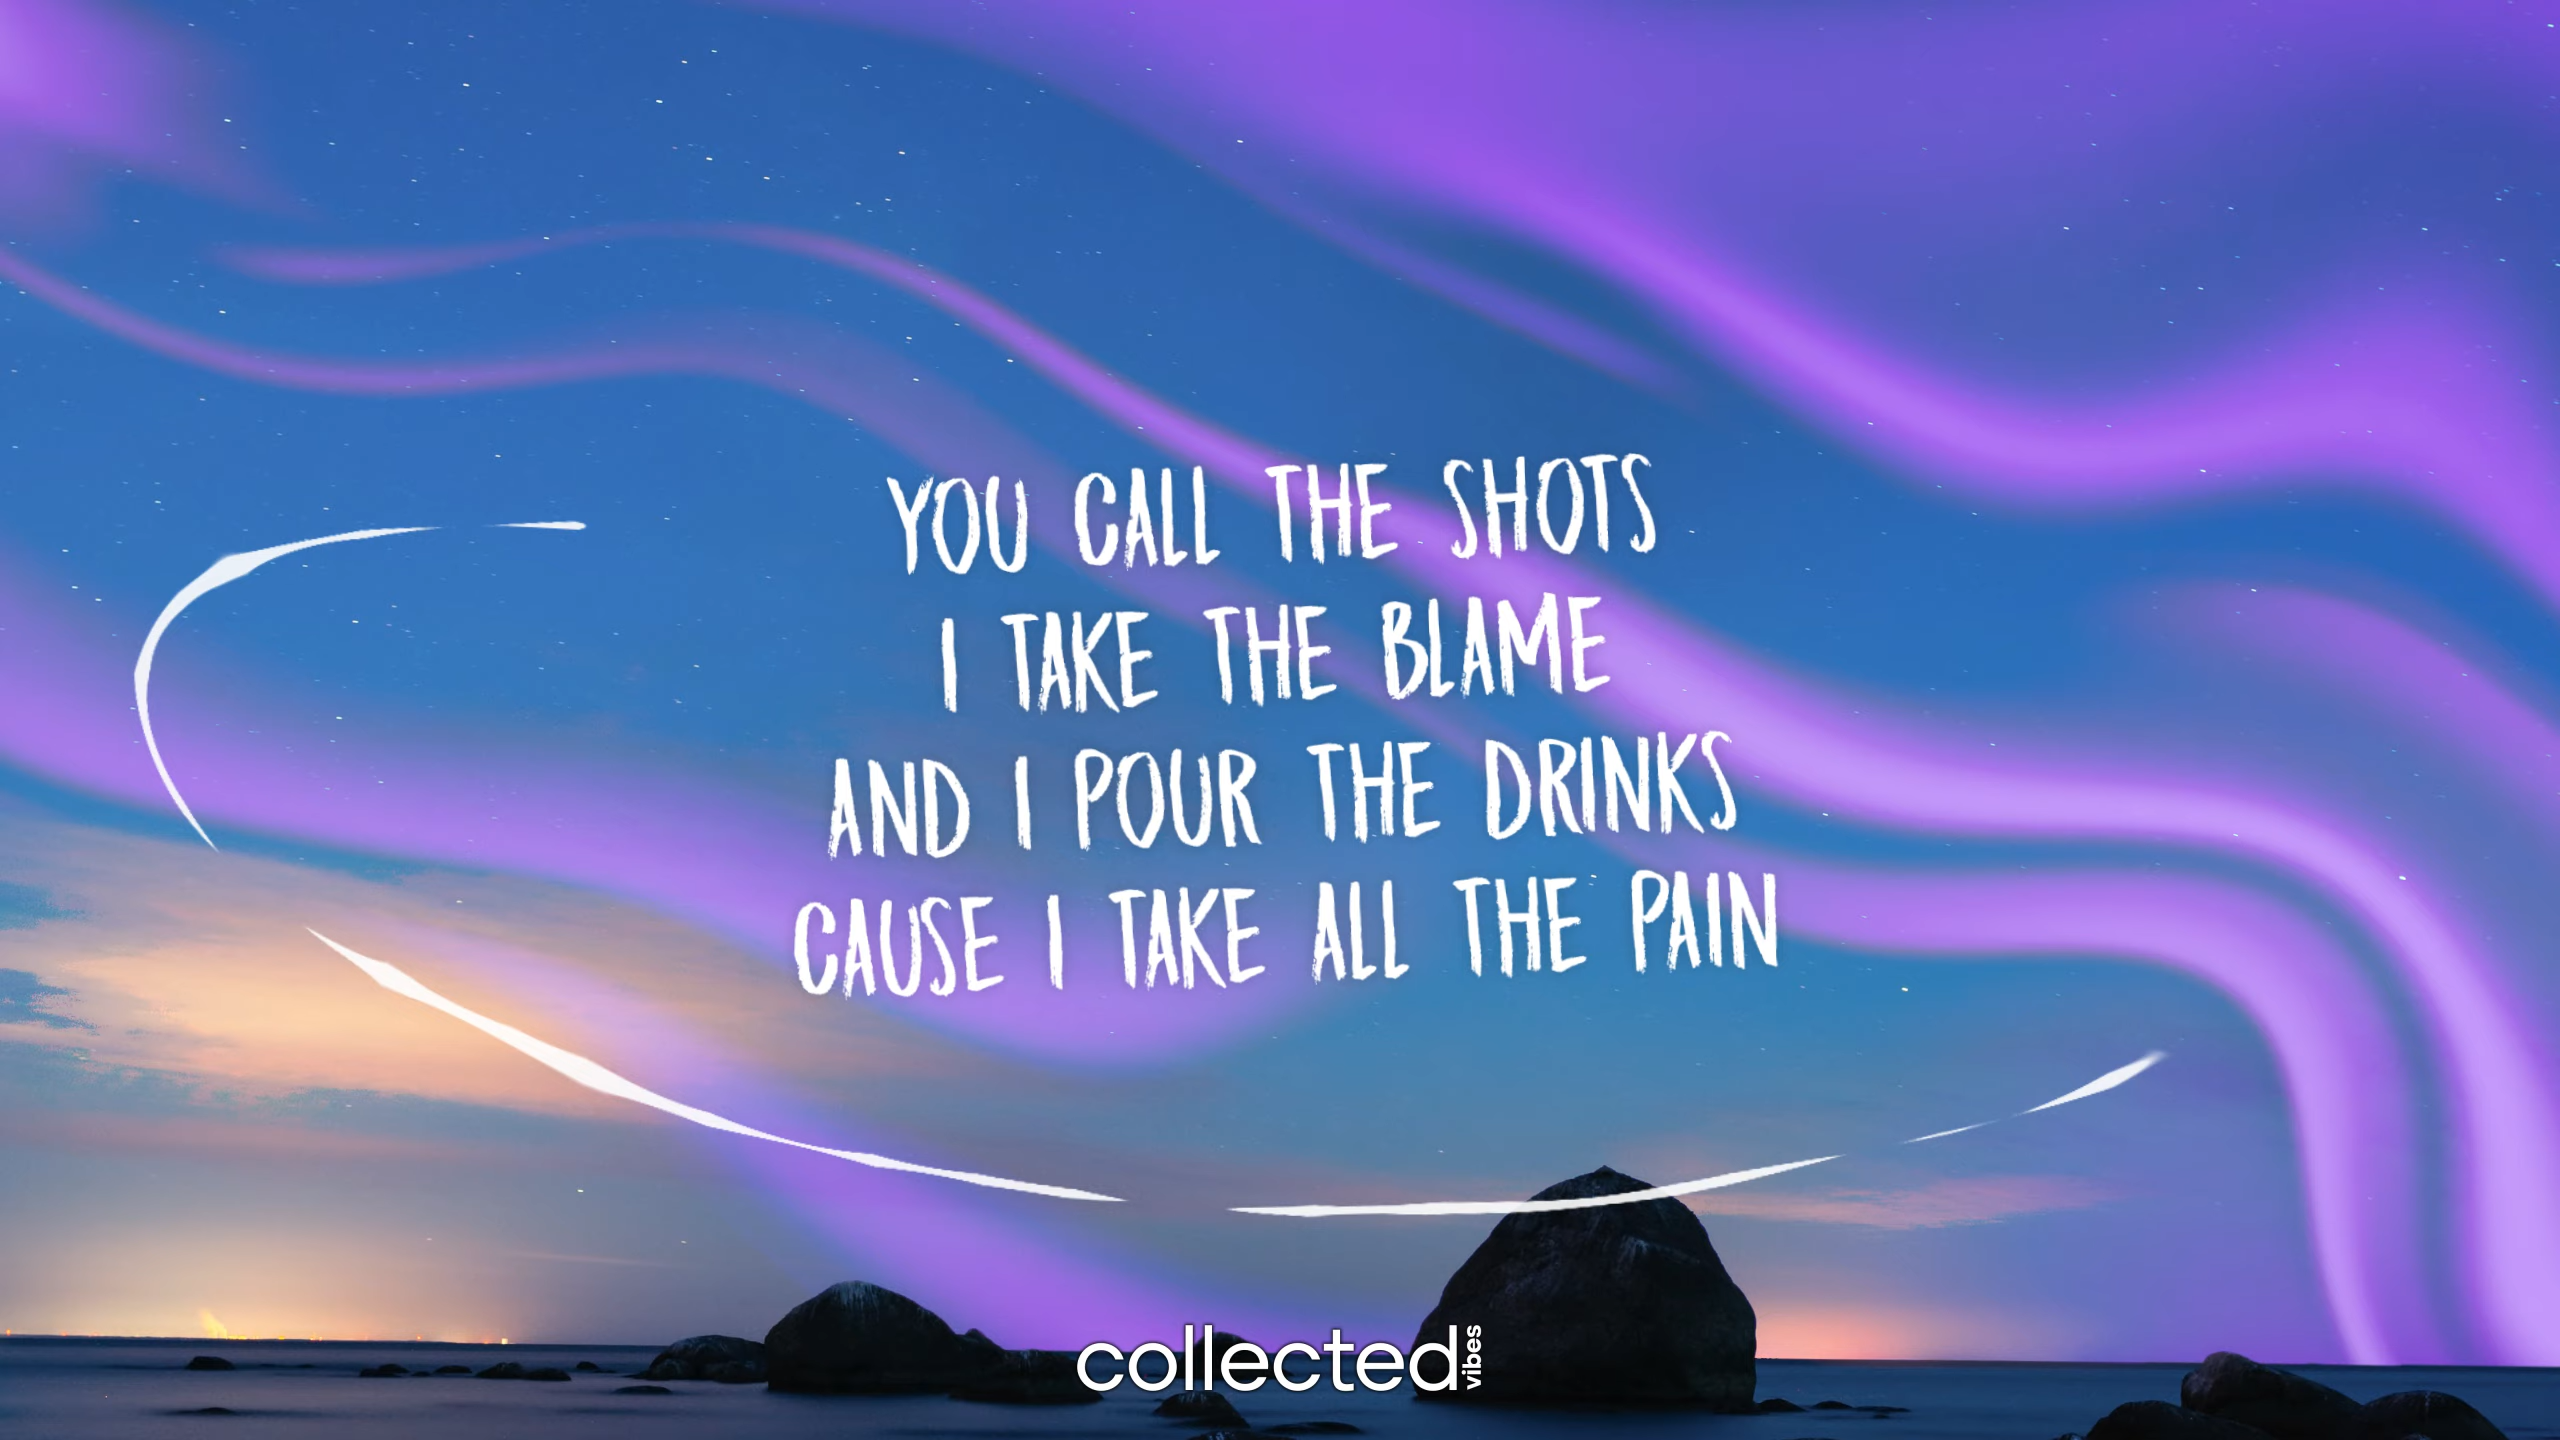 YOU CALL THE SHOTS
I TAKE THE BLAME
AND I POUR THE DRINKS
CAUSE I TAKE ALL THE PAIN
collected vibes